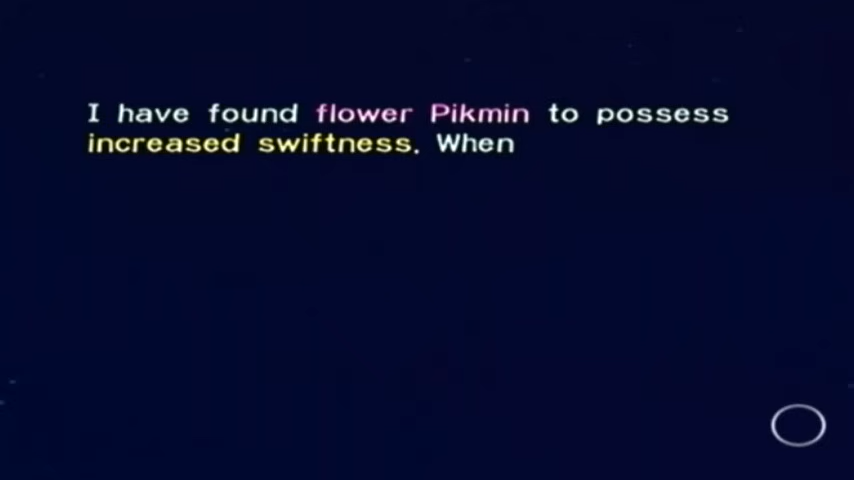 I have found flower Pikmin to possess
increased swiftness. When